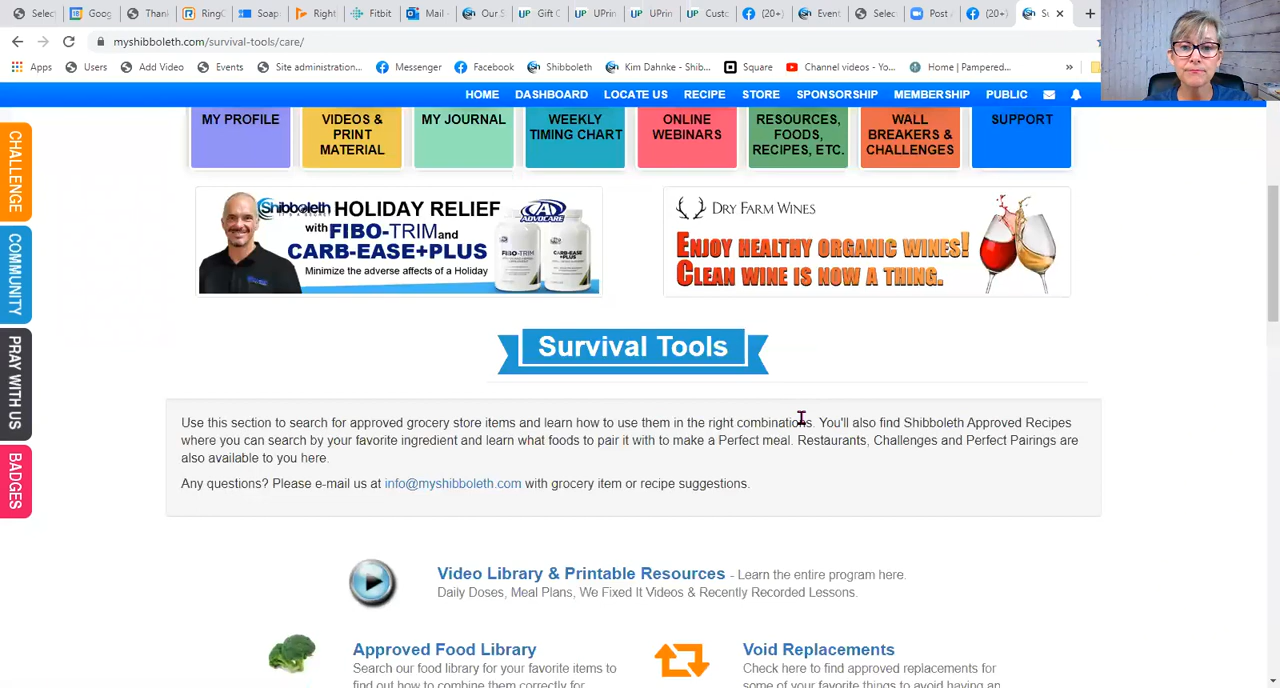 Select
Goog
Thank
RingC
Soap
Right
Fitbit
Mail -
Our S
Gift C
UPrin
UPrin
Custo
(20+)
Event
Selec
Post A
(20+)
Su
myshibboleth.com/survival-tools/care/
Apps
Users
Add Video
Events
Site administration...
Messenger
Shibboleth
Kim Dahnke - Shib...
Square
Channel videos - Yo...
Home | Pampered...
HOME DASHBOARD LOCATE US RECIPE STORE SPONSORSHIP MEMBERSHIP PUBLIC
MY PROFILE
VIDEOS &
PRINT
MATERIAL
MY JOURNAL
WEEKLY
TIMING CHART
ONLINE
WEBINARS
RESOURCES,
FOODS,
RECIPES, ETC.
WALL
BREAKERS &
CHALLENGES
SUPPORT
CHALLENGE
COMMUNITY
PRAY WITH US
BADGES
Shibboleth HOLIDAY RELIEF
with FIBO-TRIM and
CARB-EASE+PLUS
Minimize the adverse affects of a Holiday
ADVOCARE
FIBO-TRIM
CARB-EASE
+PLUS
DRY FARM WINES
ENJOY HEALTHY ORGANIC WINES!
CLEAN WINE IS NOW A THING.
Survival Tools
Use this section to search for approved grocery store items and learn how to use them in the right combinations. You'll also find Shibboleth Approved Recipes
where you can search by your favorite ingredient and learn what foods to pair it with to make a Perfect meal. Restaurants, Challenges and Perfect Pairings are
also available to you here.
Any questions? Please e-mail us at info@myshibboleth.com with grocery item or recipe suggestions.
Video Library & Printable Resources - Learn the entire program here.
Daily Doses, Meal Plans, We Fixed It Videos & Recently Recorded Lessons.
Approved Food Library
Search our food library for your favorite items to
find out how to combine them correctly for
Void Replacements
Check here to find approved replacements for
some of your favorite things to avoid having an